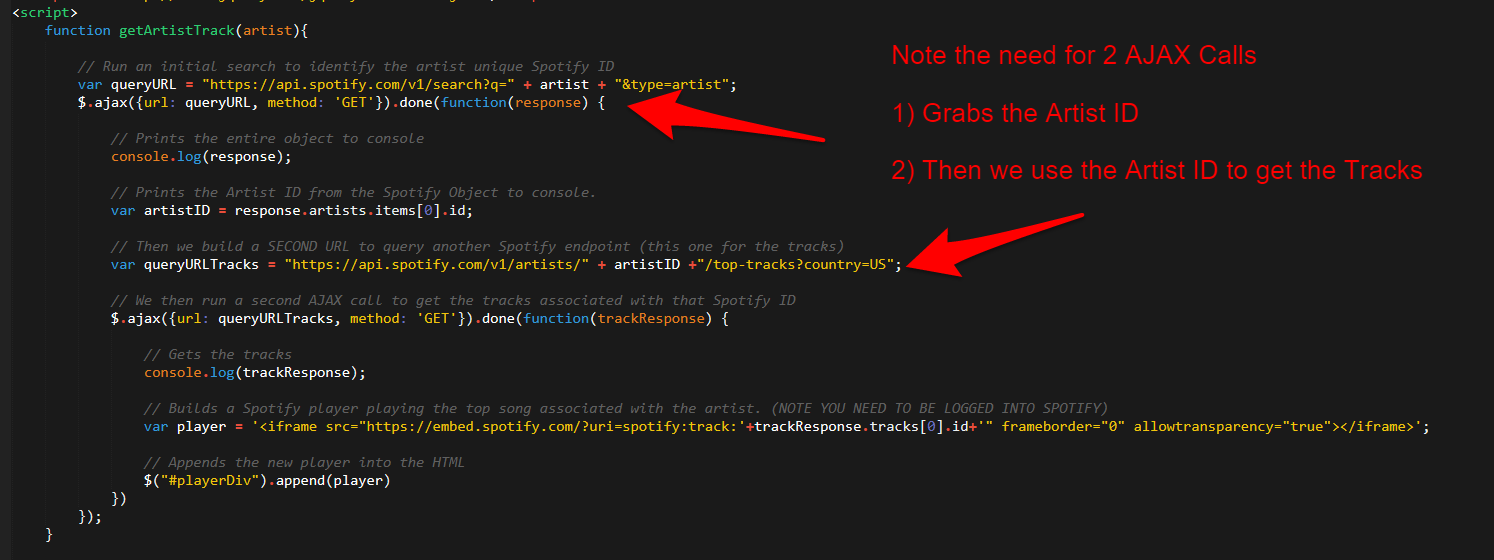 <script>
function getArtistTrack(artist){
// Run an initial search to identify the artist unique Spotify ID
var queryURL = "https://api.spotify.com/v1/search?q=" + artist + "&type=artist";
$.ajax({url: queryURL, method: 'GET'}).done(function(response) {
// Prints the entire object to console
console.log(response);
// Prints the Artist ID from the Spotify Object to console.
var artistID = response.artists.items[0].id;
// Then we build a SECOND URL to query another Spotify endpoint (this one for the tracks)
var queryURLTracks = "https://api.spotify.com/v1/artists/" + artistID +"/top-tracks?country=US";
// We then run a second AJAX call to get the tracks associated with that Spotify ID
$.ajax({url: queryURLTracks, method: 'GET'}).done(function(trackResponse) {
// Gets the tracks
console.log(trackResponse);
// Builds a Spotify player playing the top song associated with the artist. (NOTE YOU NEED TO BE LOGGED INTO SPOTIFY)
var player = '<iframe src="https://embed.spotify.com/?uri=spotify:track:'+trackResponse.tracks[0].id+'" frameborder="0" allowtransparency="true"></iframe>';
// Appends the new player into the HTML
$("#playerDiv").append(player)
})
});
}
Note the need for 2 AJAX Calls
1) Grabs the Artist ID
2) Then we use the Artist ID to get the Tracks